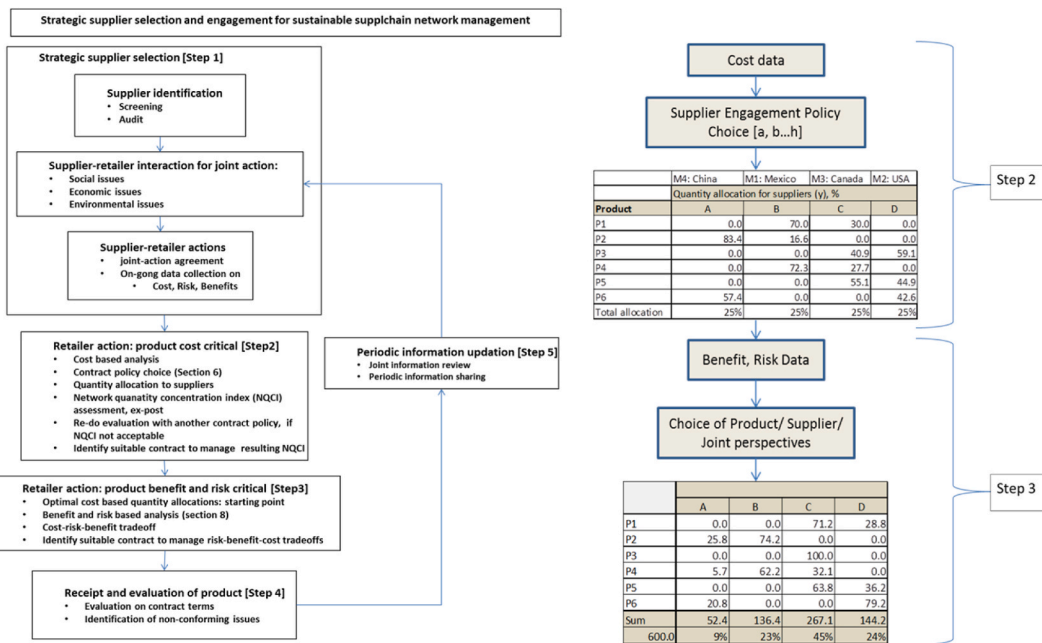 Strategic supplier selection and engagement for sustainable supplchain network management
Strategic supplier selection [Step 1]
Supplier identification
• Screening
• Audit
Supplier-retailer interaction for joint action:
• Social issues
• Economic issues
• Environmental issues
Supplier-retailer actions
• joint-action agreement
• On-gong data collection on
• Cost, Risk, Benefits
Retailer action: product cost critical [Step2]
• Cost based analysis
• Contract policy choice (Section 6)
• Quantity allocation to suppliers
• Network quanatity concentration index (NQCI)
assessment, ex-post
• Re-do evaluation with another contract policy, if
NQCI not acceptable
• Identify suitable contract to manage resulting NQCI
Retailer action: product benefit and risk critical [Step3]
• Optimal cost based quantity allocations: starting point
• Benefit and risk based analysis (section 8)
• Cost-risk-benefit tradeoff
• Identify suitable contract to manage risk-benefit-cost tradeoffs
Receipt and evaluation of product [Step 4]
• Evaluation on contract terms
• Identification of non-conforming issues
Periodic information updation [Step 5]
• Joint information review
• Periodic information sharing
Cost data
Supplier Engagement Policy
Choice [a, b...h]
M4: China M1: Mexico M3: Canada M2: USA
Quantity allocation for suppliers (y), %
Product A B C D
P1 0.0 70.0 30.0 0.0
P2 83.4 16.6 0.0 0.0
P3 0.0 0.0 40.9 59.1
P4 0.0 72.3 27.7 0.0
P5 0.0 0.0 55.1 44.9
P6 57.4 0.0 0.0 42.6
Total allocation 25% 25% 25% 25%
Step 2
Benefit, Risk Data
Choice of Product/ Supplier/
Joint perspectives
A B C D
P1 0.0 0.0 71.2 28.8
P2 25.8 74.2 0.0 0.0
P3 0.0 0.0 100.0 0.0
P4 5.7 62.2 32.1 0.0
P5 0.0 0.0 63.8 36.2
P6 20.8 0.0 0.0 79.2
Sum 52.4 136.4 267.1 144.2
600.0 9% 23% 45% 24%
Step 3